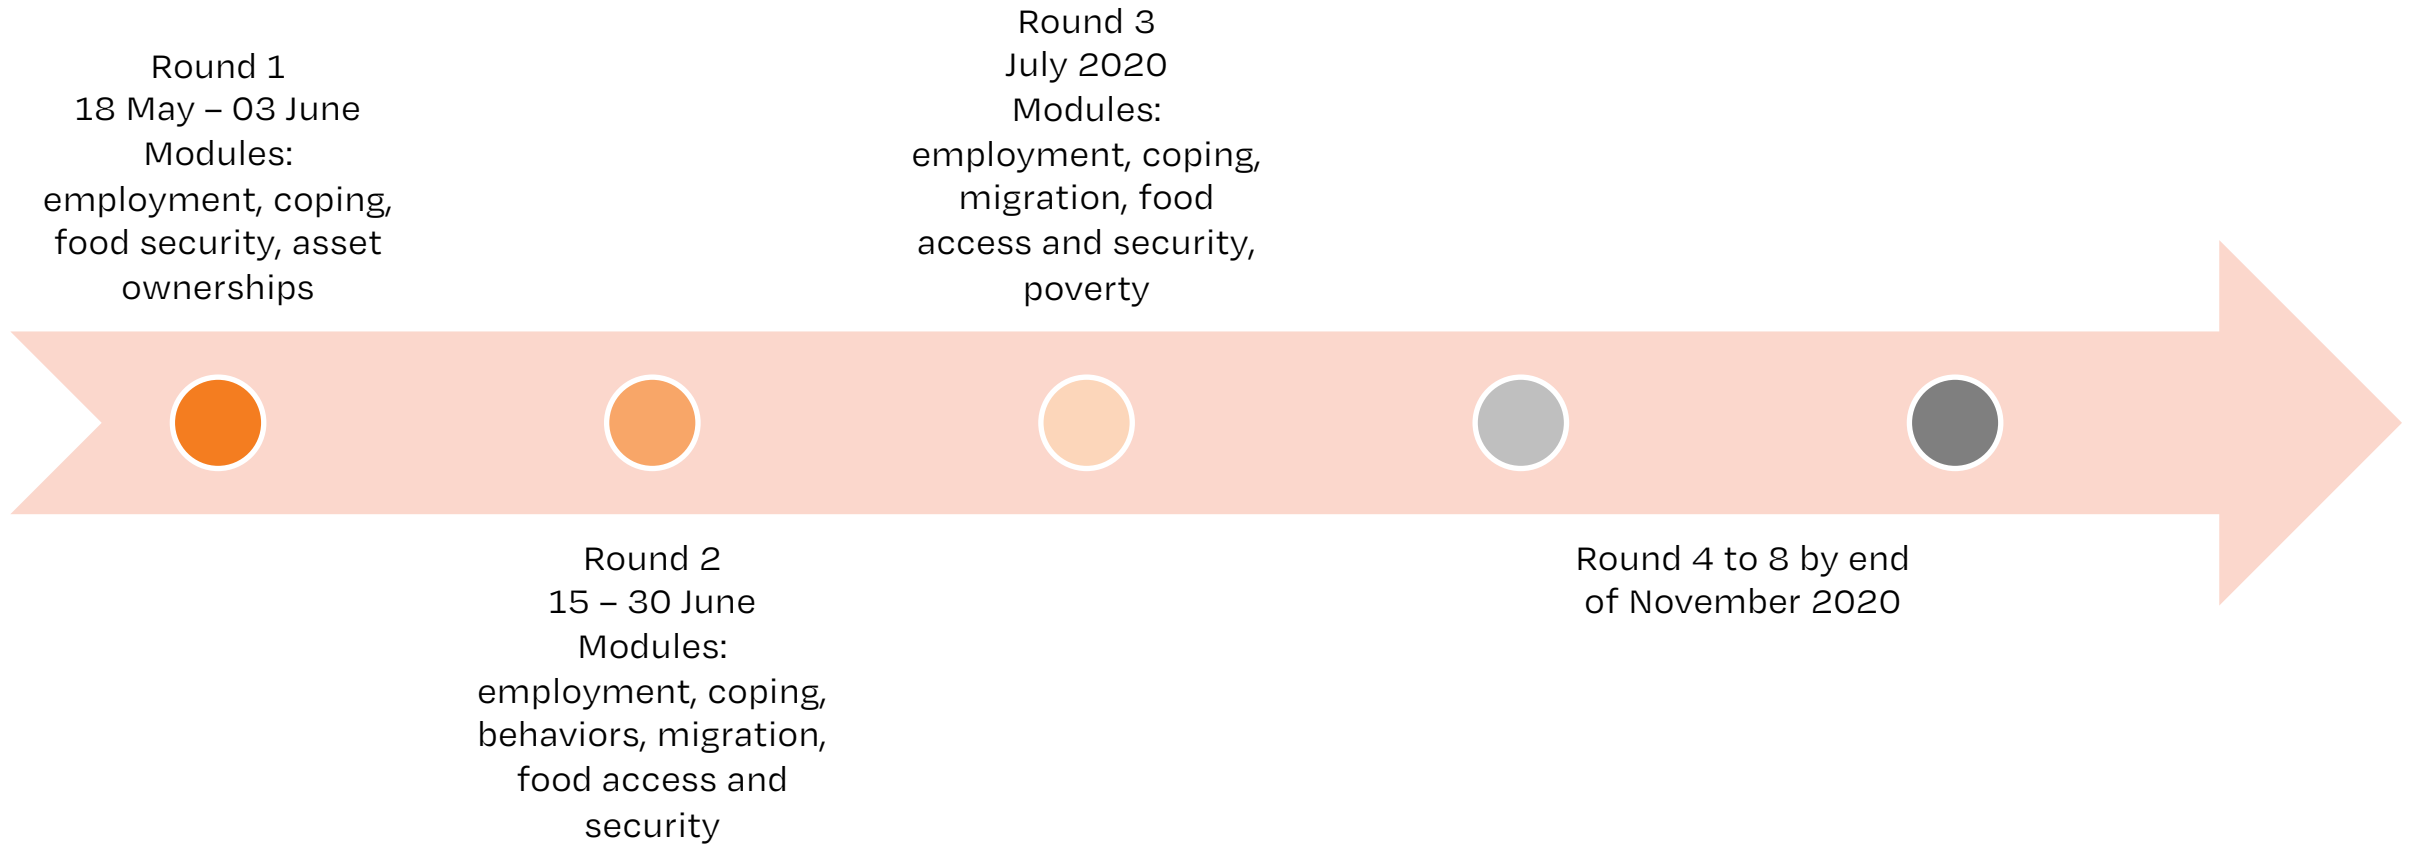 Round 1
18 May – 03 June
Modules:
employment, coping,
food security, asset
ownerships
Round 2
15 – 30 June
Modules:
employment, coping,
behaviors, migration,
food access and
security
Round 3
July 2020
Modules:
employment, coping,
migration, food
access and security,
poverty
Round 4 to 8 by end
of November 2020